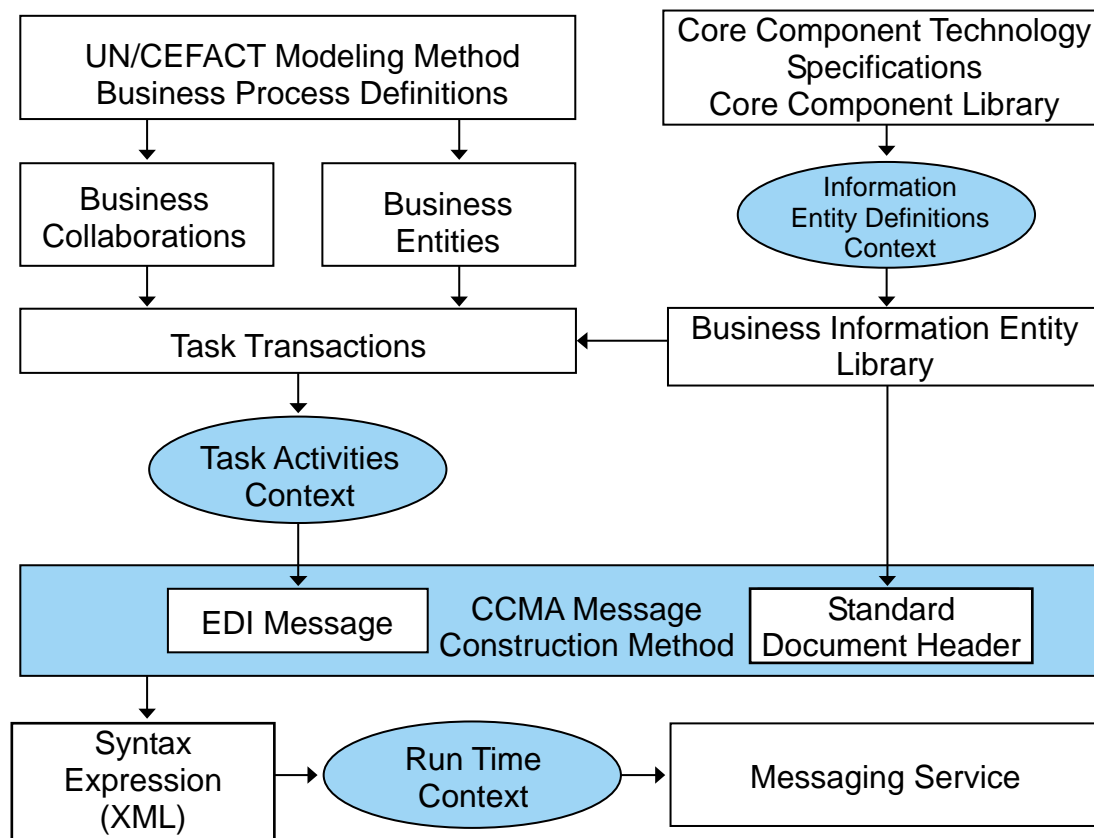 UN/CEFACT Modeling Method
Business Process Definitions
Core Component Technology
Specifications
Core Component Library
Business
Collaborations
Business
Entities
Information
Entity Definitions
Context
Task Transactions
Business Information Entity
Library
Task Activities
Context
EDI Message
CCMA Message
Construction Method
Standard
Document Header
Syntax
Expression
(XML)
Run Time
Context
Messaging Service